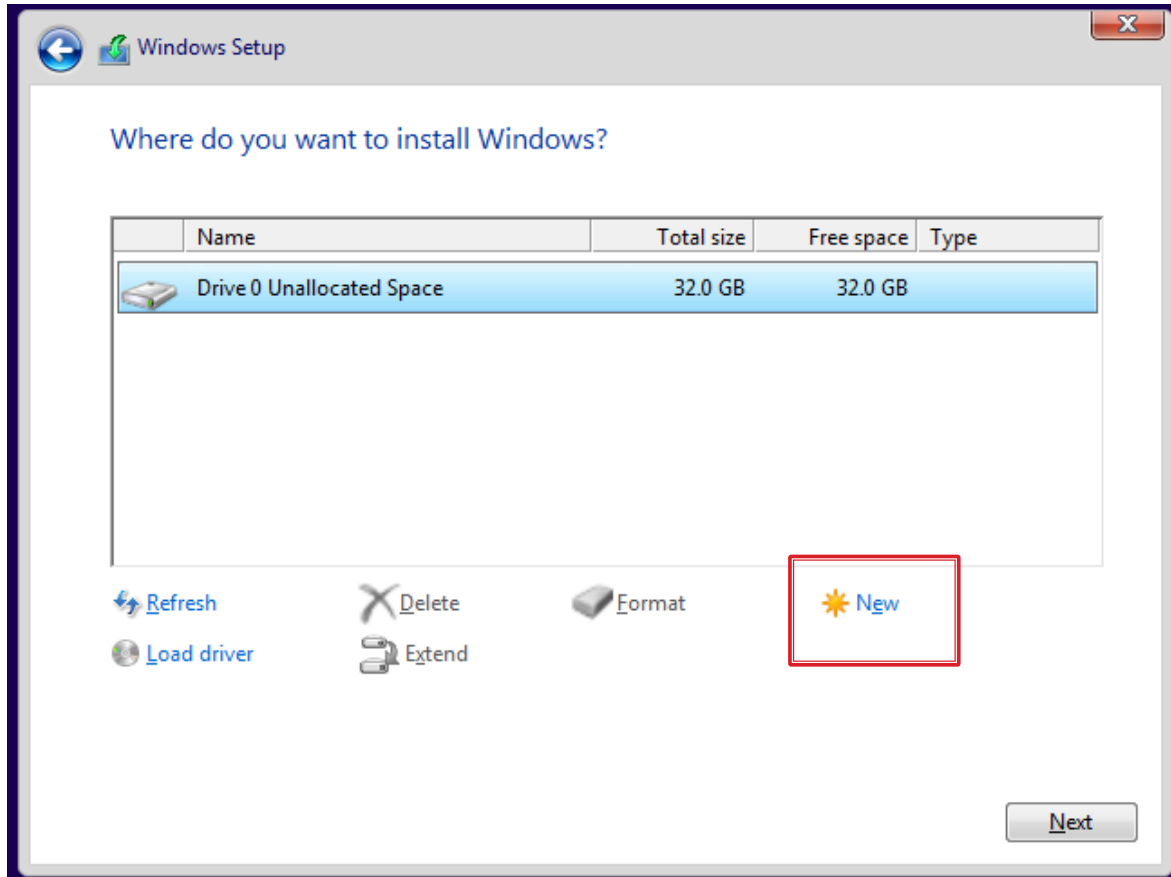 Windows Setup
Where do you want to install Windows?
Name Total size Free space Type
Drive 0 Unallocated Space 32.0 GB 32.0 GB
Refresh Delete Format New
Load driver Extend
Next